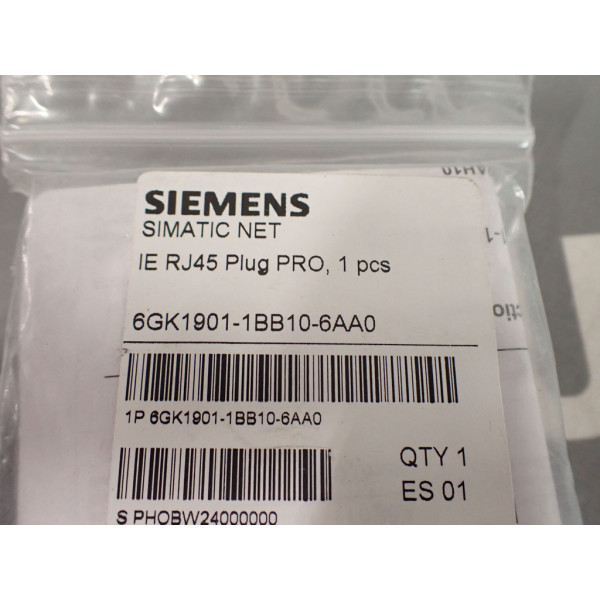 SIEMENS
SIMATIC NET
IE RJ45 Plug PRO, 1 pcs
6GK1901-1BB10-6AA0
1P 6GK1901-1BB10-6AA0
QTY 1
ES 01
S PHOBW24000000